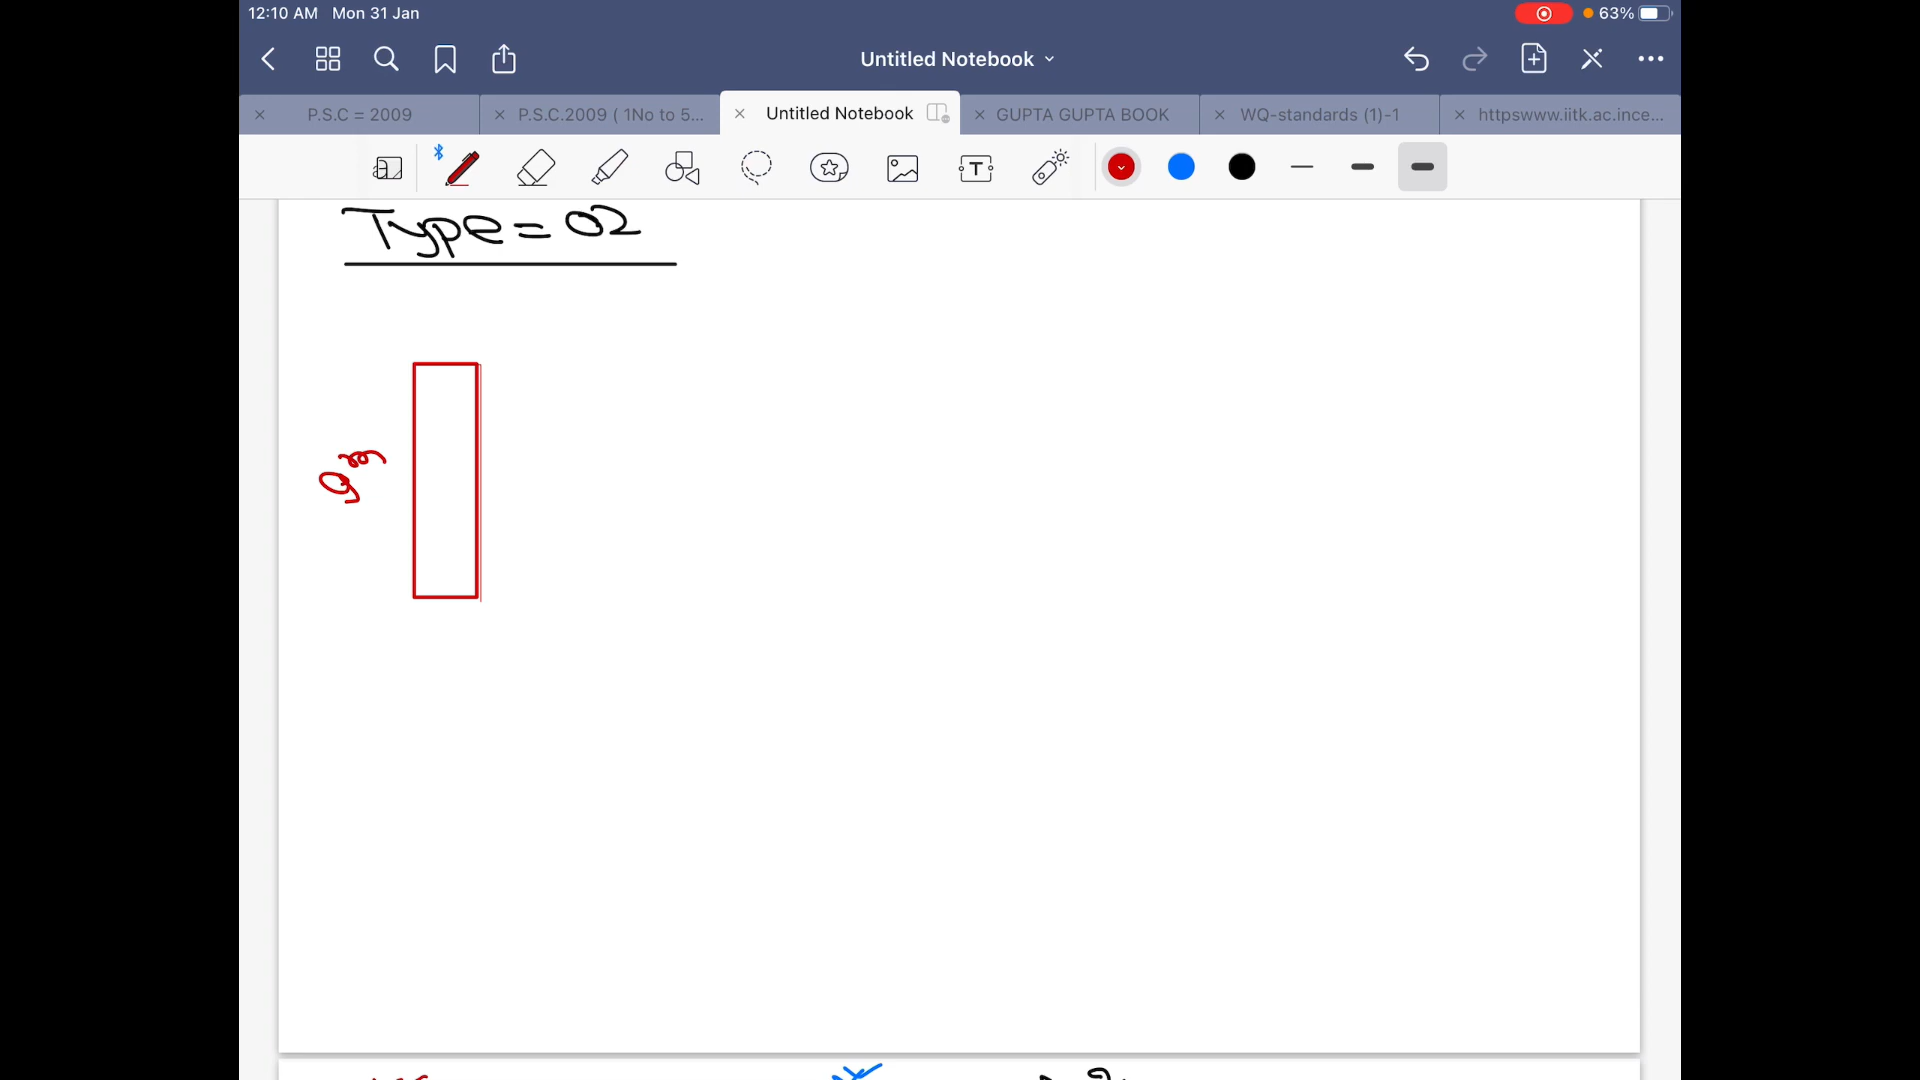 12:10 AM Mon 31 Jan 63%
Untitled Notebook
P.S.C = 2009 P.S.C.2009 ( 1No to 5... Untitled Notebook GUPTA GUPTA BOOK WQ-standards (1)-1 httpswww.iitk.ac.ince...
Type = 02
9m